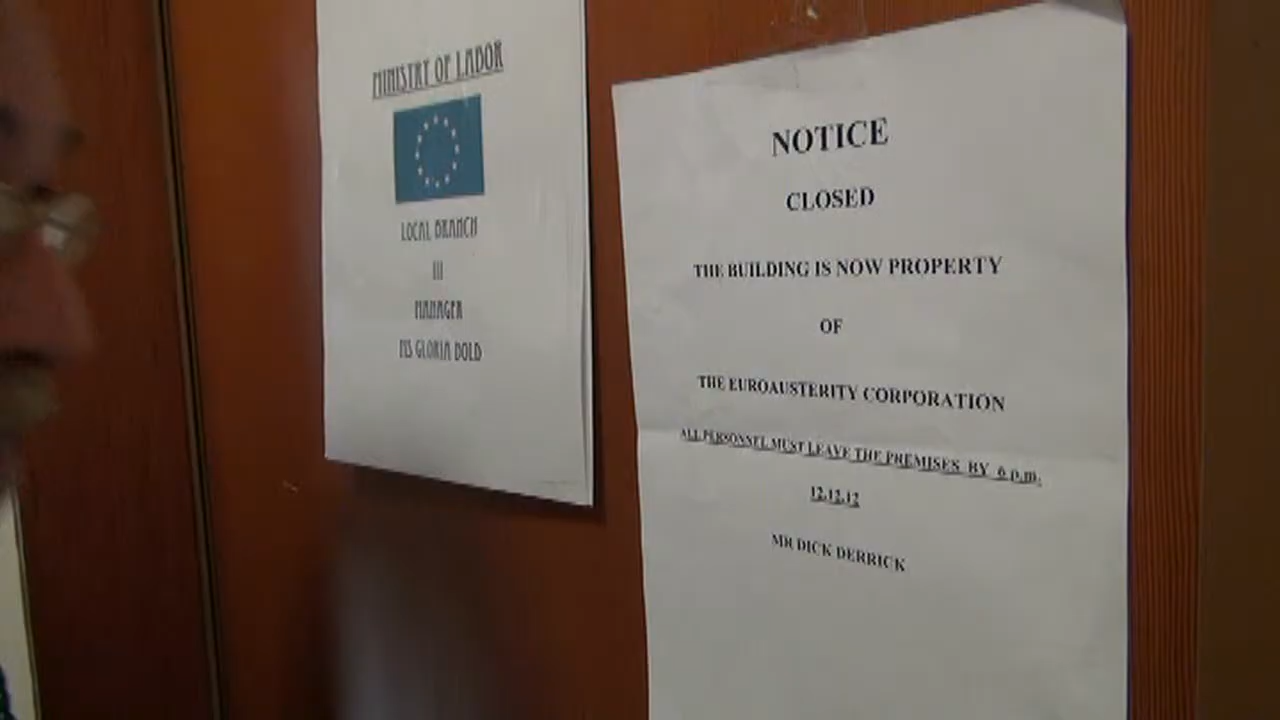 MINISTRY OF LABOR
LOCAL BRANCH
III
MANAGER
MS GLORIA BOLD
NOTICE
CLOSED
THE BUILDING IS NOW PROPERTY
OF
THE EUROAUSTERITY CORPORATION
ALL PERSONNEL MUST LEAVE THE PREMISES BY 6 p.m.
12.12.12
MR DICK DERRICK